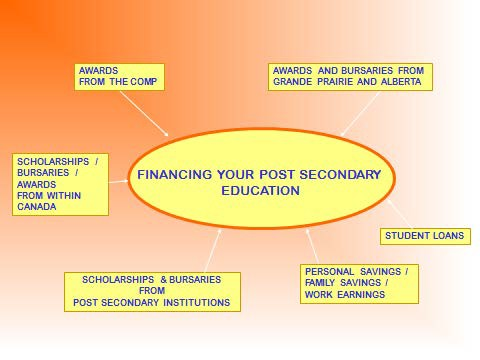 AWARDS
FROM THE COMP
AWARDS AND BURSARIES FROM
GRANDE PRAIRIE AND ALBERTA
SCHOLARSHIPS /
BURSARIES /
AWARDS
FROM WITHIN
CANADA
FINANCING YOUR POST SECONDARY
EDUCATION
STUDENT LOANS
SCHOLARSHIPS & BURSARIES
FROM
POST SECONDARY INSTITUTIONS
PERSONAL SAVINGS /
FAMILY SAVINGS /
WORK EARNINGS